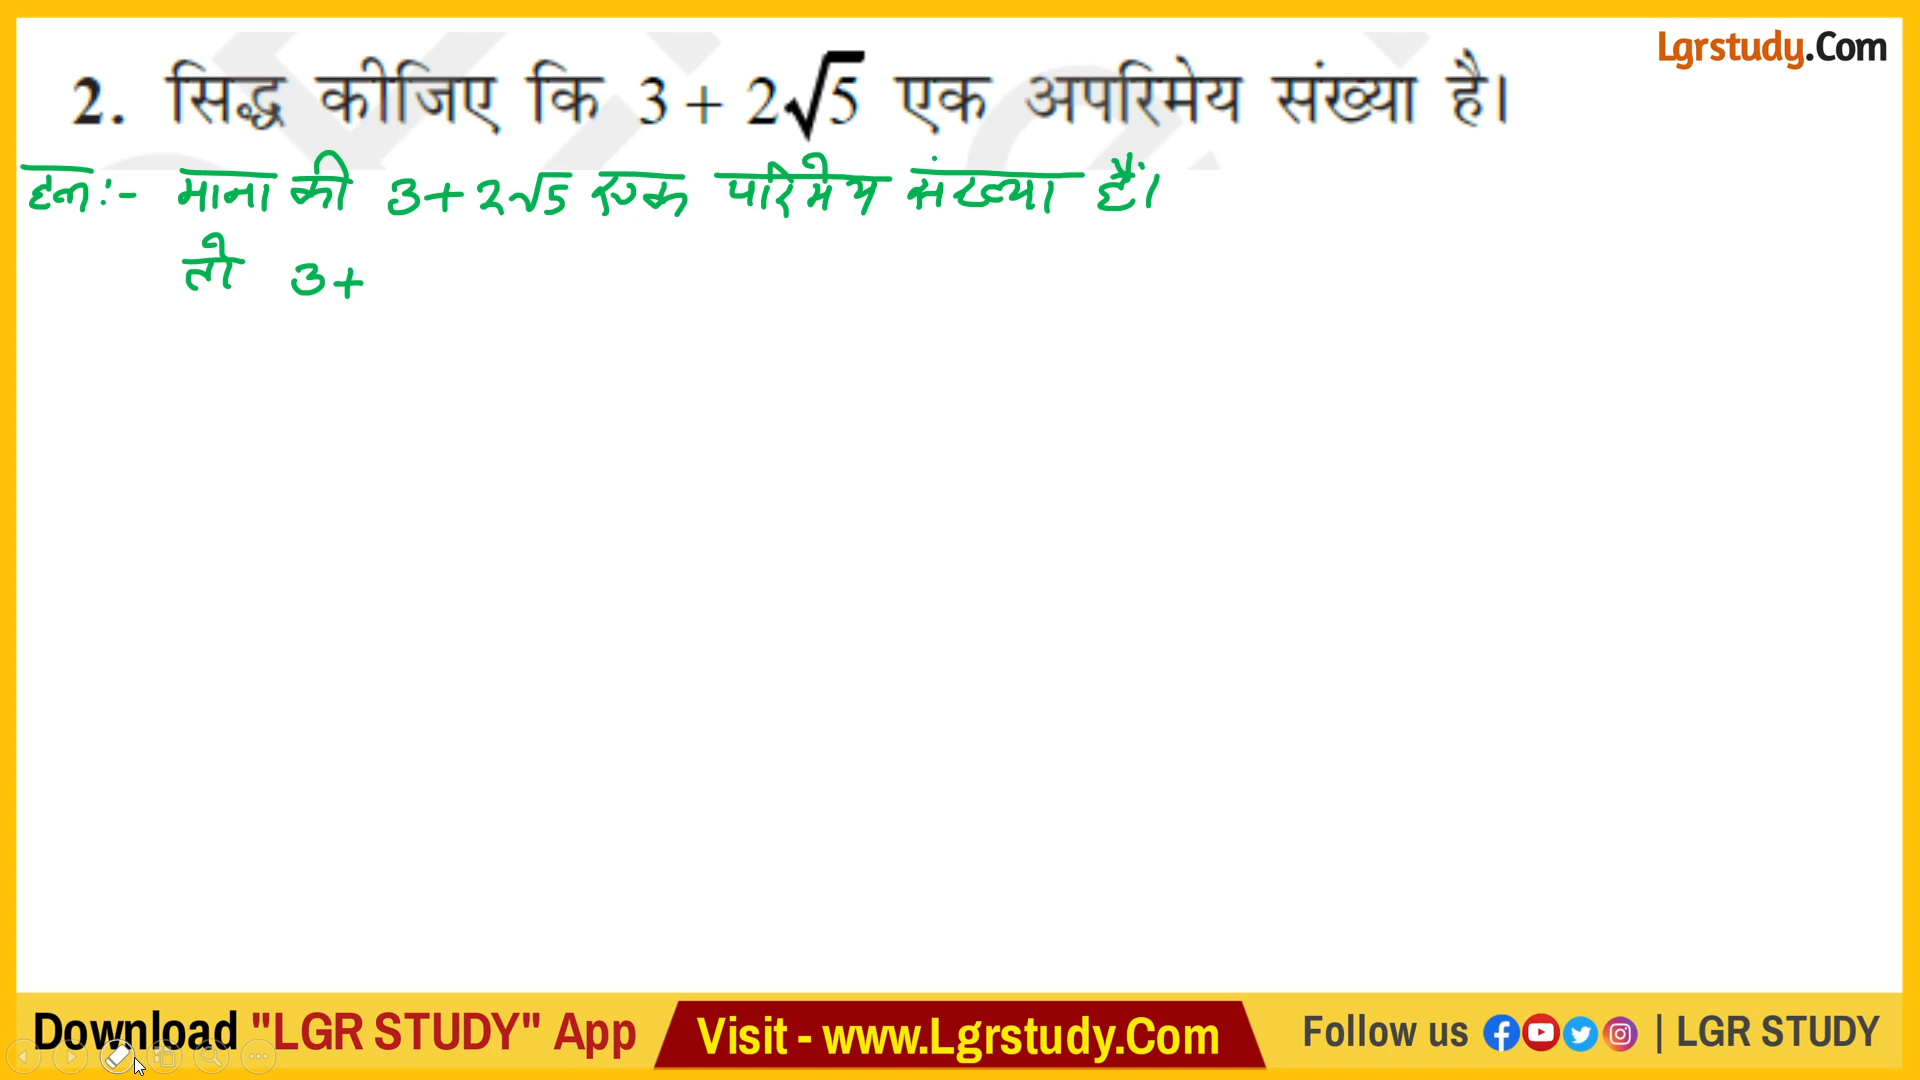 Lgrstudy.Com
2. सिद्ध कीजिए कि 3 + 2√5 एक अपरिमेय संख्या है।
हल:- माना की 3+2√5 एक परिमेय संख्या हैं।
तो 3+
Download "LGR STUDY" App
Visit - www.Lgrstudy.Com
Follow us | LGR STUDY